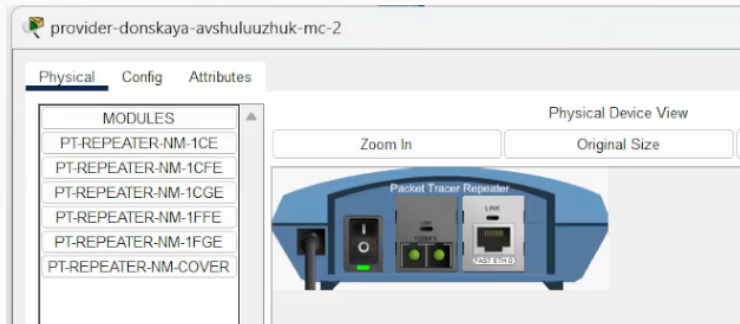 provider-donskaya-avshuluuzhuk-mc-2
Physical Config Attributes
MODULES
PT-REPEATER-NM-1CE
PT-REPEATER-NM-1CFE
PT-REPEATER-NM-1CGE
PT-REPEATER-NM-1FFE
PT-REPEATER-NM-1FGE
PT-REPEATER-NM-COVER
Physical Device View
Zoom In Original Size
Packet Tracer Repeater
LINK
LINK
100FX
FAST ETH 0